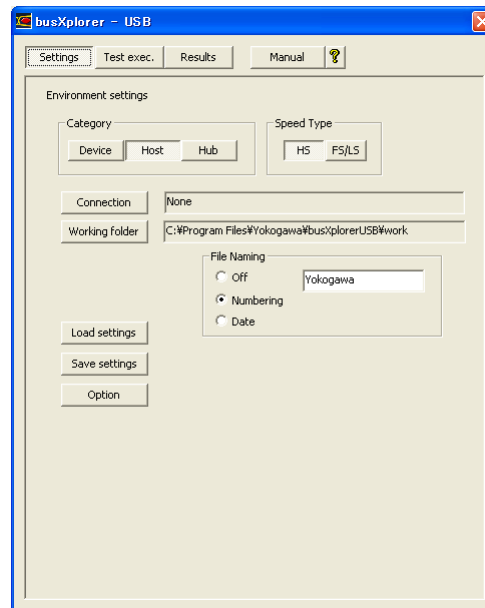 busXplorer - USB
Settings Test exec. Results Manual ?
Environment settings
Category
Speed Type
Device Host Hub HS FS/LS
Connection None
Working folder C:¥Program Files¥Yokogawa¥busXplorerUSB¥work
File Naming
Off Yokogawa
Numbering
Date
Load settings
Save settings
Option